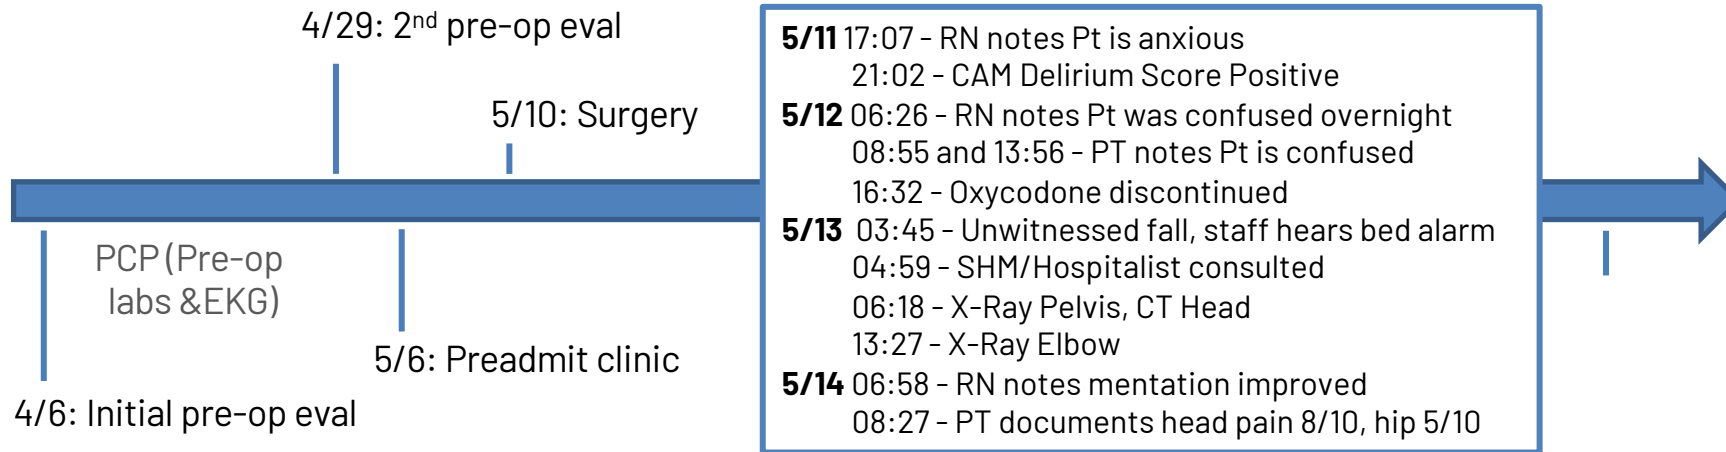 4/29: 2nd pre-op eval
5/10: Surgery
PCP (Pre-op
labs &EKG)
5/6: Preadmit clinic
4/6: Initial pre-op eval
5/11 17:07 - RN notes Pt is anxious
21:02 - CAM Delirium Score Positive
5/12 06:26 - RN notes Pt was confused overnight
08:55 and 13:56 - PT notes Pt is confused
16:32 - Oxycodone discontinued
5/13 03:45 - Unwitnessed fall, staff hears bed alarm
04:59 - SHM/Hospitalist consulted
06:18 - X-Ray Pelvis, CT Head
13:27 - X-Ray Elbow
5/14 06:58 - RN notes mentation improved
08:27 - PT documents head pain 8/10, hip 5/10